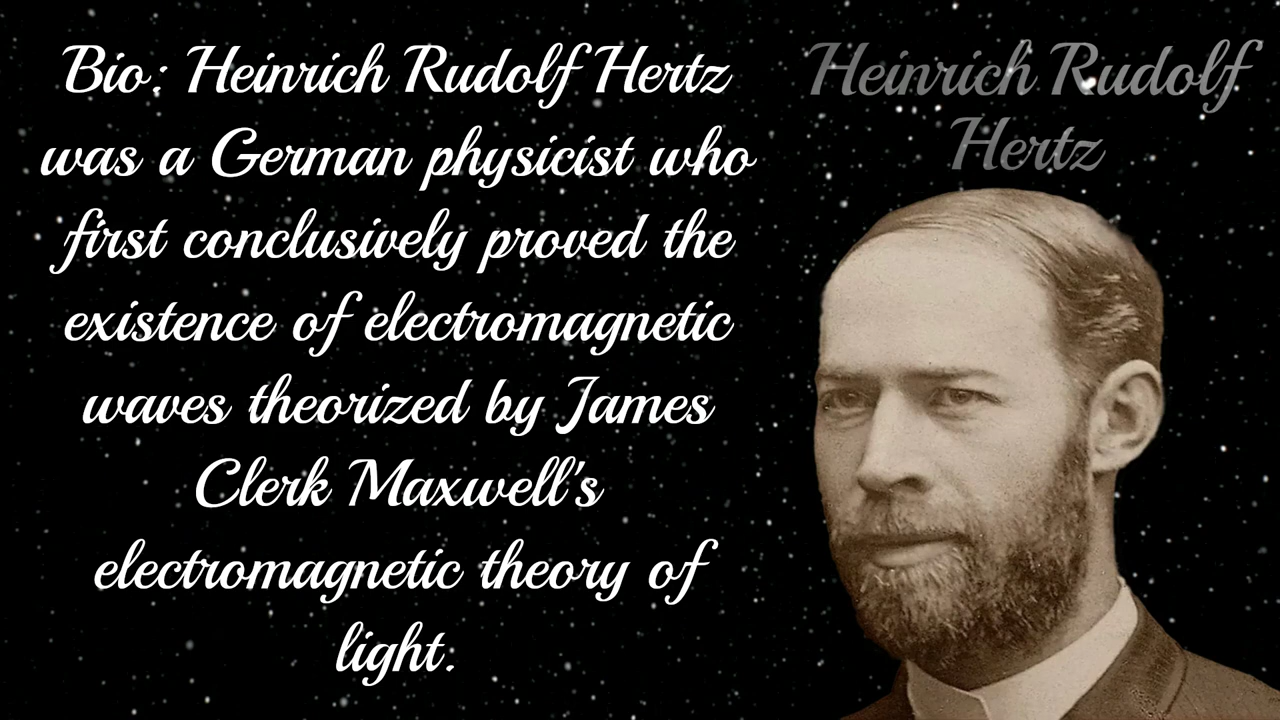 Bio: Heinrich Rudolf Hertz
was a German physicist who
first conclusively proved the
existence of electromagnetic
waves theorized by James
Clerk Maxwell's
electromagnetic theory of
light.
Heinrich Rudolf
Hertz